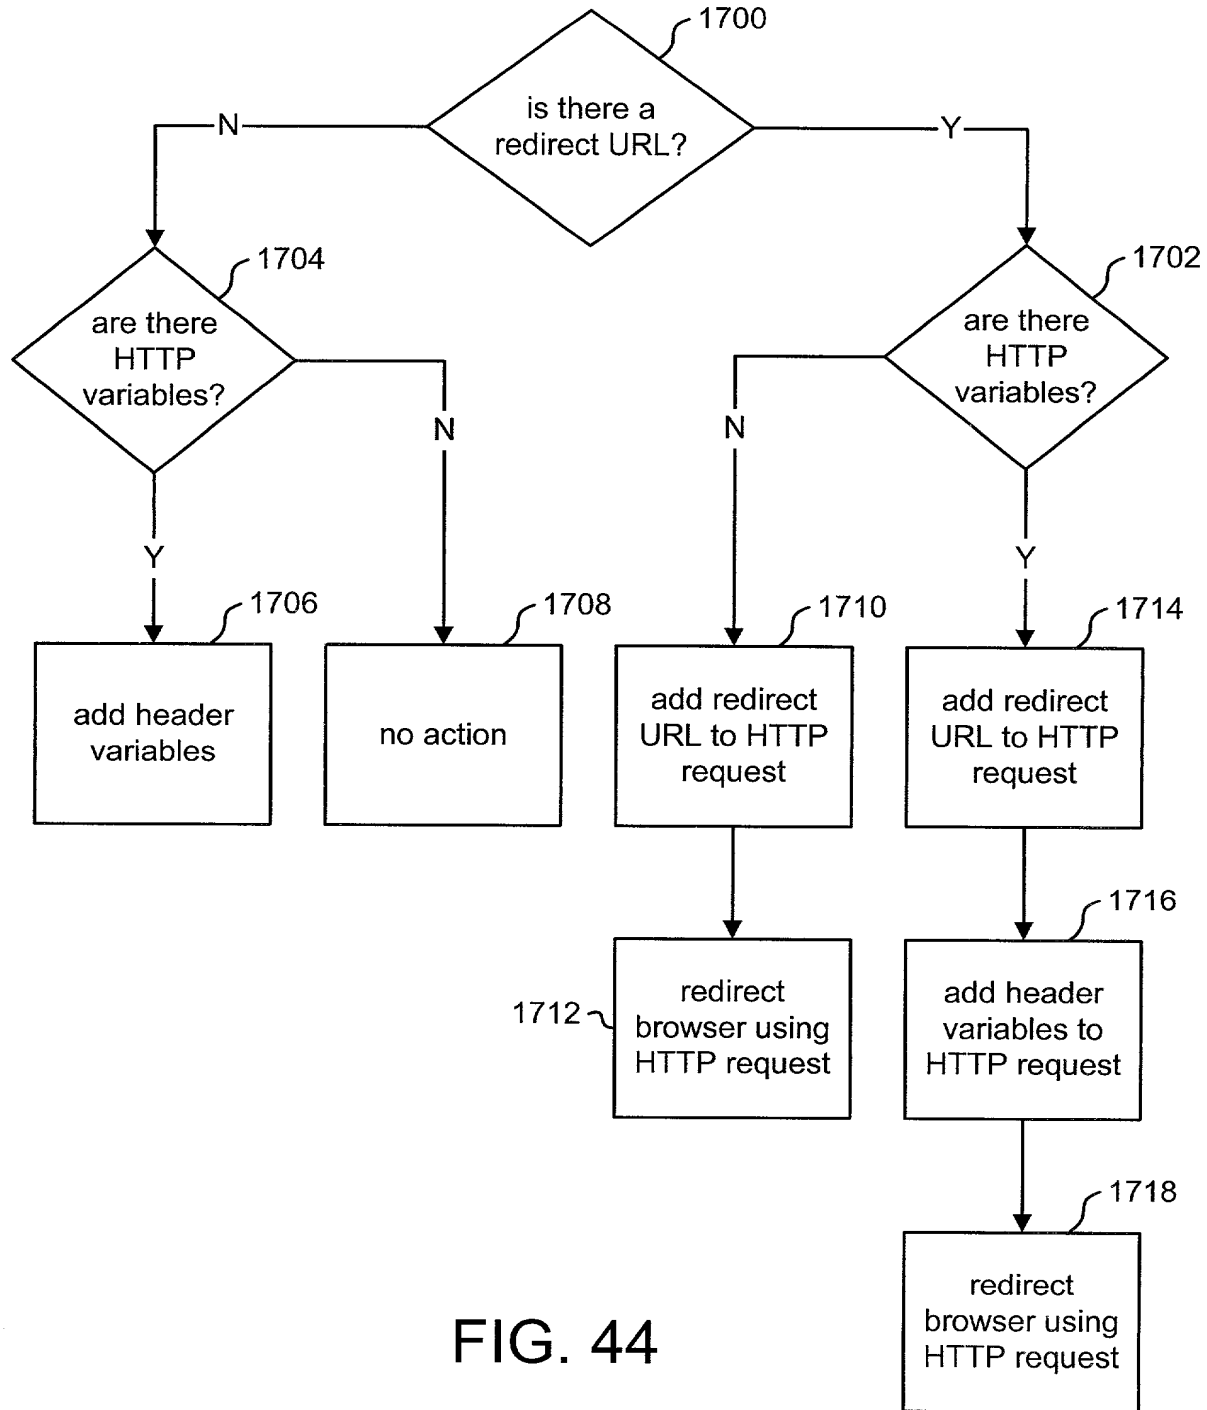 1700
is there a
redirect URL?
N
Y
1704
are there
HTTP
variables?
1702
are there
HTTP
variables?
N
N
Y
Y
1706
add header
variables
1708
no action
1710
add redirect
URL to HTTP
request
1714
add redirect
URL to HTTP
request
1712
redirect
browser using
HTTP request
1716
add header
variables to
HTTP request
1718
redirect
browser using
HTTP request
FIG. 44